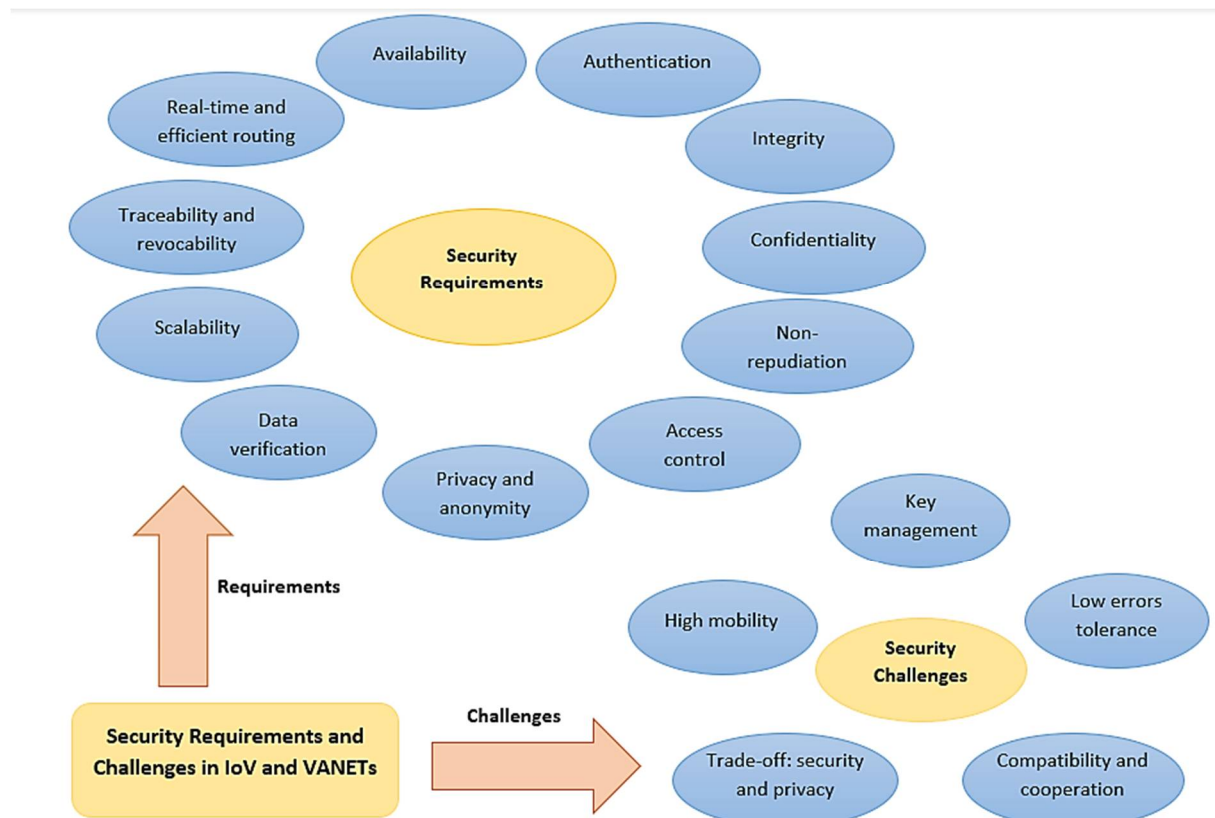 Availability
Authentication
Real-time and
efficient routing
Integrity
Traceability and
revocability
Confidentiality
Security
Requirements
Scalability
Non-
repudiation
Data
verification
Access
control
Privacy and
anonymity
Key
management
Requirements
High mobility
Low errors
tolerance
Security
Challenges
Challenges
Security Requirements and
Challenges in IoV and VANETs
Trade-off: security
and privacy
Compatibility and
cooperation